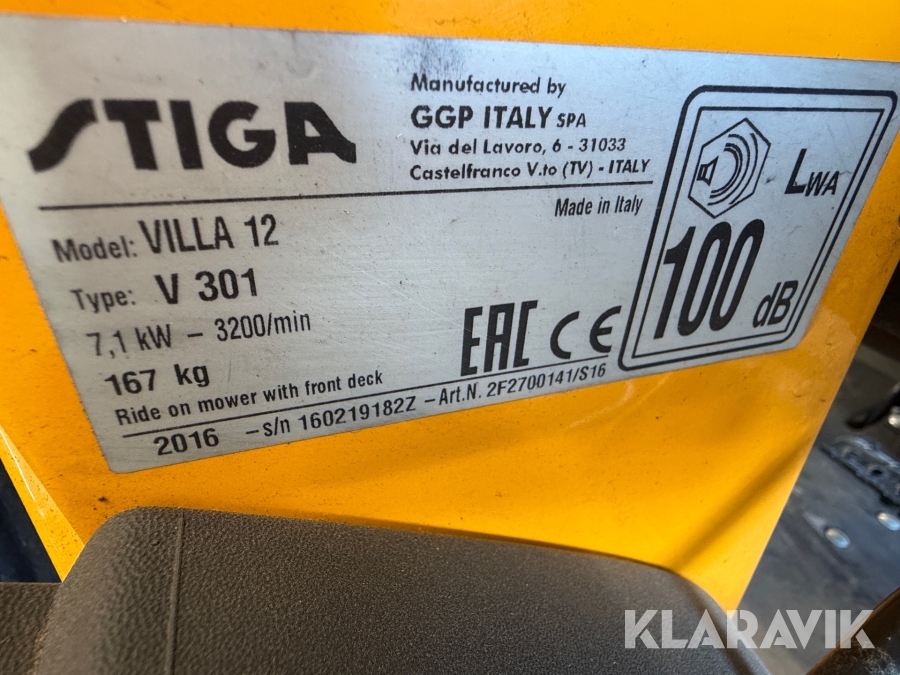 STIGA
Manufactured by
GGP ITALY SPA
Via del Lavoro, 6 - 31033
Castelfranco V.to (TV) - ITALY
Made in Italy
Model: VILLA 12
Type: V 301
7,1 kW - 3200/min
167 kg
Ride on mower with front deck
EAC CE
2016 - s/n 160219182Z - Art.N. 2F2700141/S16
LWA
100 dB
KLARAVIK